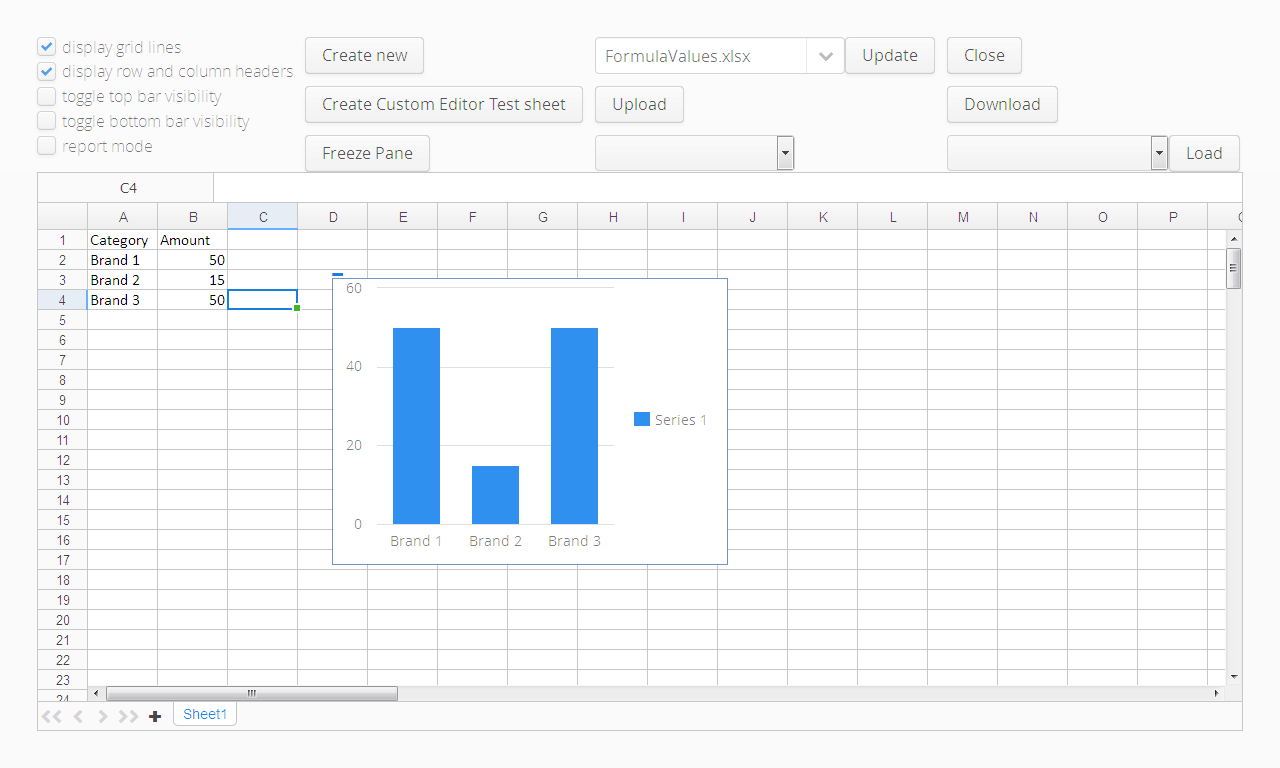 display grid lines
display row and column headers
toggle top bar visibility
toggle bottom bar visibility
report mode
Create new
FormulaValues.xlsx
Update
Close
Create Custom Editor Test sheet
Upload
Download
Freeze Pane
Load
C4
A B C D E F G H I J K L M N O P
1 Category Amount
2 Brand 1 50
3 Brand 2 15
4 Brand 3 50
5
6
7
8
9
10
11
12
13
14
15
16
17
18
19
20
21
22
23
24
60
40
20
0
Brand 1 Brand 2 Brand 3
Series 1
Sheet1